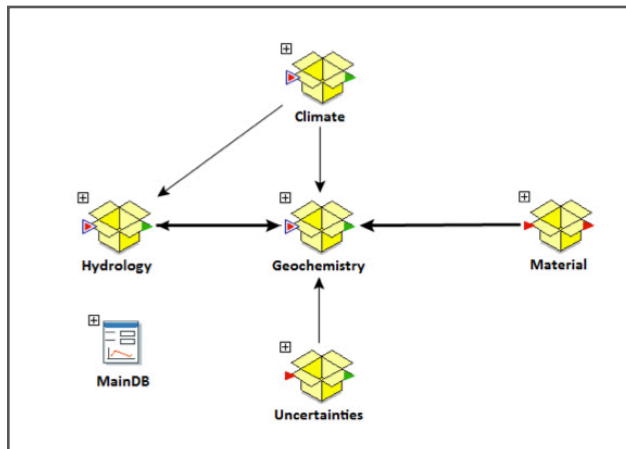 Climate
Hydrology
Geochemistry
Material
MainDB
Uncertainties